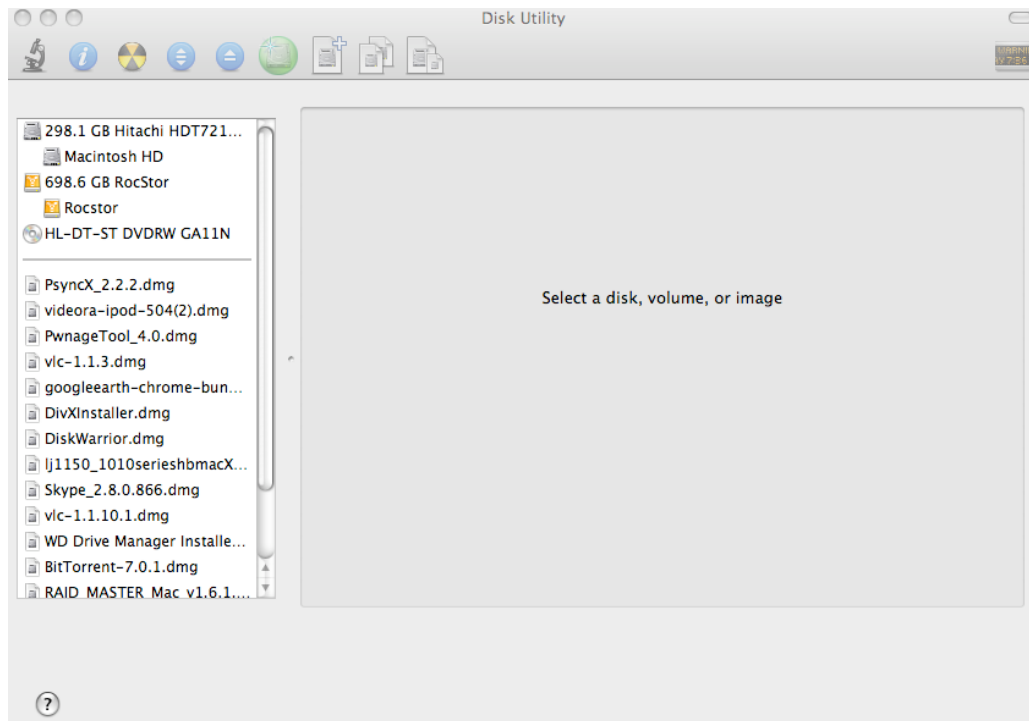 Disk Utility
298.1 GB Hitachi HDT721...
Macintosh HD
698.6 GB RocStor
Rocstor
HL-DT-ST DVDRW GA11N
PsyncX_2.2.2.dmg
videora-ipod-504(2).dmg
PwnageTool_4.0.dmg
vlc-1.1.3.dmg
googleearth-chrome-bun...
DivXInstaller.dmg
DiskWarrior.dmg
lj1150_1010serieshbmacX...
Skype_2.8.0.866.dmg
vlc-1.1.10.1.dmg
WD Drive Manager Installe...
BitTorrent-7.0.1.dmg
RAID_MASTER_Mac_v1.6.1....
Select a disk, volume, or image
?